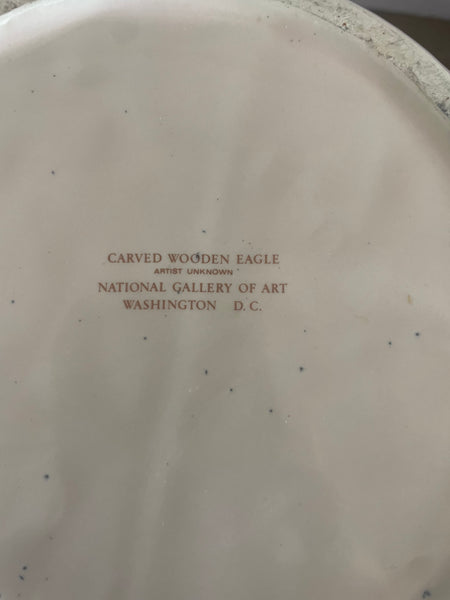 CARVED WOODEN EAGLE
ARTIST UNKNOWN
NATIONAL GALLERY OF ART
WASHINGTON D.C.